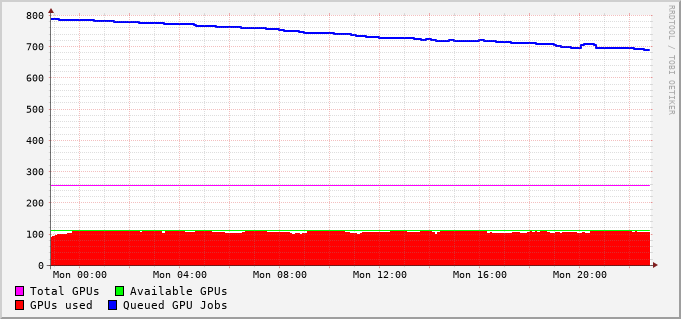 800
700
600
500
400
300
200
100
0
Mon 00:00 Mon 04:00 Mon 08:00 Mon 12:00 Mon 16:00 Mon 20:00
Total GPUs Available GPUs
GPUs used Queued GPU Jobs
RRDTOOL / TOBI OETIKER